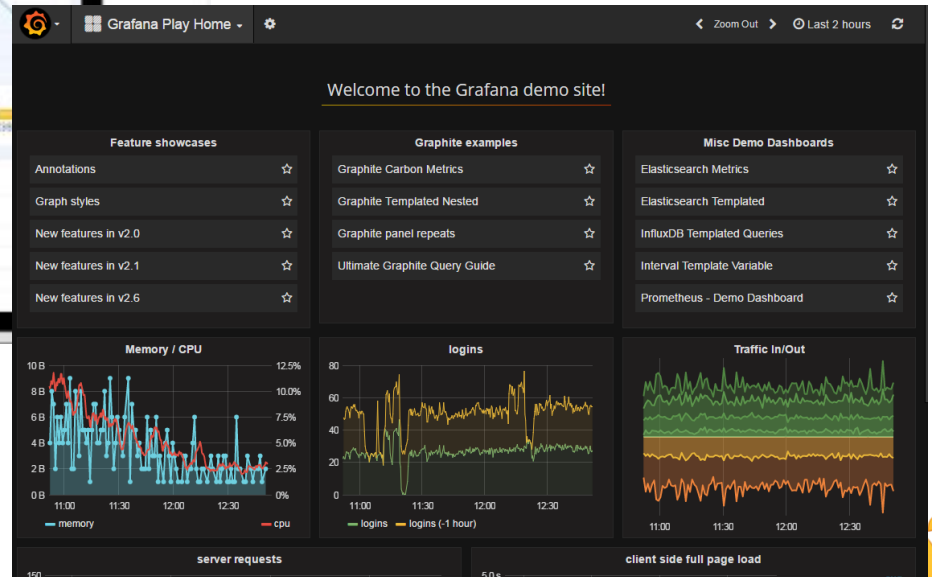 Grafana Play Home
Zoom Out
Last 2 hours
Welcome to the Grafana demo site!
Feature showcases
Annotations
Graph styles
New features in v2.0
New features in v2.1
New features in v2.6
Graphite examples
Graphite Carbon Metrics
Graphite Templated Nested
Graphite panel repeats
Ultimate Graphite Query Guide
Misc Demo Dashboards
Elasticsearch Metrics
Elasticsearch Templated
InfluxDB Templated Queries
Interval Template Variable
Prometheus - Demo Dashboard
Memory / CPU
10 B
8 B
6 B
4 B
2 B
0 B
12.5%
10.0%
7.5%
5.0%
2.5%
0%
11:00 11:30 12:00 12:30
memory cpu
logins
80
60
40
20
0
11:00 11:30 12:00 12:30
logins logins (-1 hour)
Traffic In/Out
11:00 11:30 12:00 12:30
server requests
150
client side full page load
5.0 s